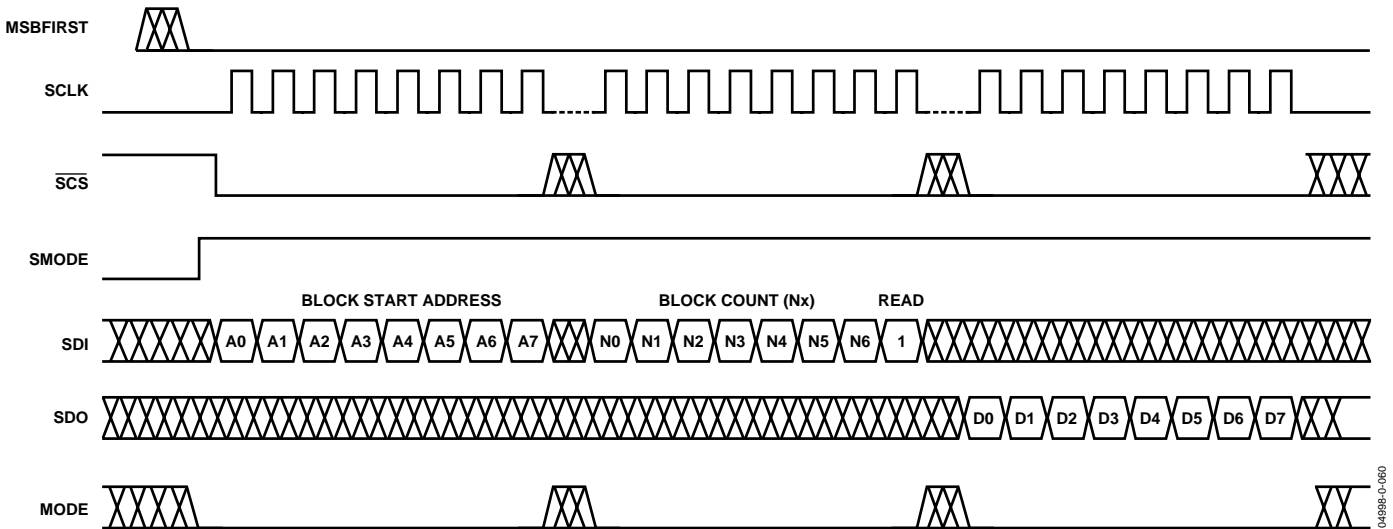 MSBFIRST
SCLK
SCS
SMODE
BLOCK START ADDRESS BLOCK COUNT (Nx) READ
SDI A0 A1 A2 A3 A4 A5 A6 A7 N0 N1 N2 N3 N4 N5 N6 1
SDO D0 D1 D2 D3 D4 D5 D6 D7
MODE
04998-0-060